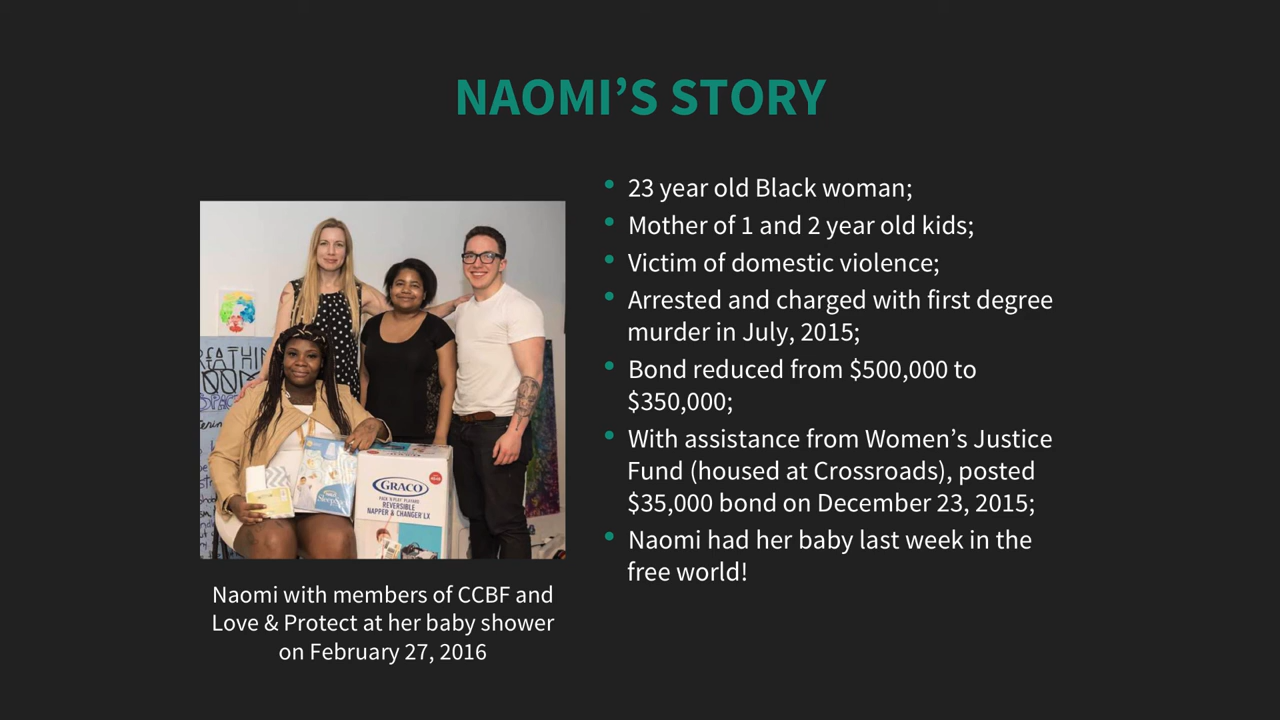 NAOMI’S STORY
• 23 year old Black woman;
• Mother of 1 and 2 year old kids;
• Victim of domestic violence;
• Arrested and charged with first degree
murder in July, 2015;
• Bond reduced from $500,000 to
$350,000;
• With assistance from Women’s Justice
Fund (housed at Crossroads), posted
$35,000 bond on December 23, 2015;
• Naomi had her baby last week in the
free world!
GRACO
PACK 'N PLAY PLAYARD
REVERSIBLE
NAPPER & CHANGER LX
Naomi with members of CCBF and
Love & Protect at her baby shower
on February 27, 2016